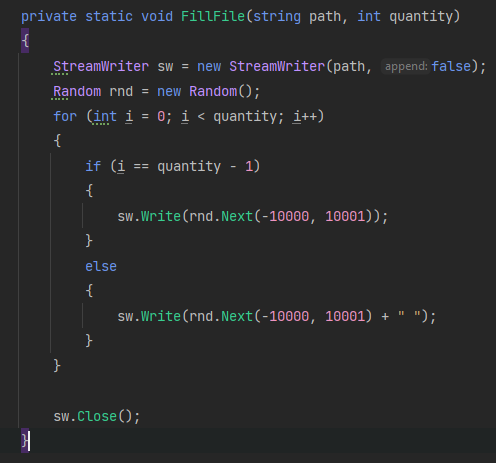 private static void FillFile(string path, int quantity)
{
    StreamWriter sw = new StreamWriter(path, append: false);
    Random rnd = new Random();
    for (int i = 0; i < quantity; i++)
    {
        if (i == quantity - 1)
        {
            sw.Write(rnd.Next(-10000, 10001));
        }
        else
        {
            sw.Write(rnd.Next(-10000, 10001) + " ");
        }
    }

    sw.Close();
}